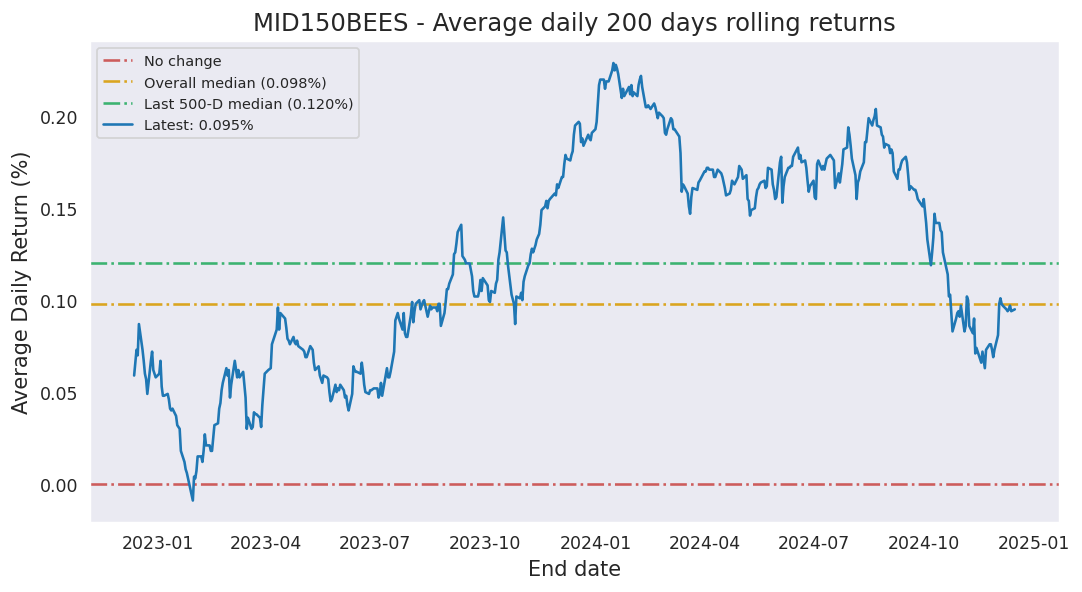 MID150BEES - Average daily 200 days rolling returns
No change
Overall median (0.098%)
Last 500-D median (0.120%)
Latest: 0.095%
Average Daily Return (%)
0.20
0.15
0.10
0.05
0.00
2023-01 2023-04 2023-07 2023-10 2024-01 2024-04 2024-07 2024-10 2025-01
End date